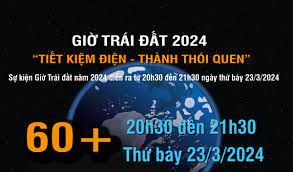 GIỜ TRÁI ĐẤT 2024
“TIẾT KIỆM ĐIỆN - THÀNH THÓI QUEN”
Sự kiện Giờ Trái đất năm 2024 diễn ra từ 20h30 đến 21h30 ngày thứ bảy 23/3/2024
60+
20h30 đến 21h30
Thứ bảy 23/3/2024